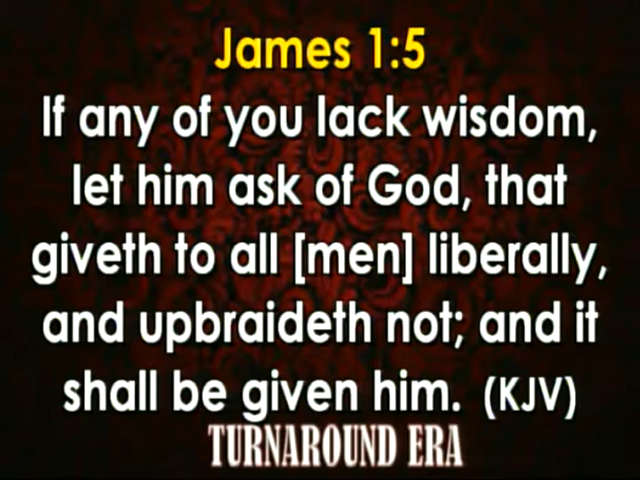 James 1:5
If any of you lack wisdom,
let him ask of God, that
giveth to all [men] liberally,
and upbraideth not; and it
shall be given him. (KJV)
TURNAROUND ERA